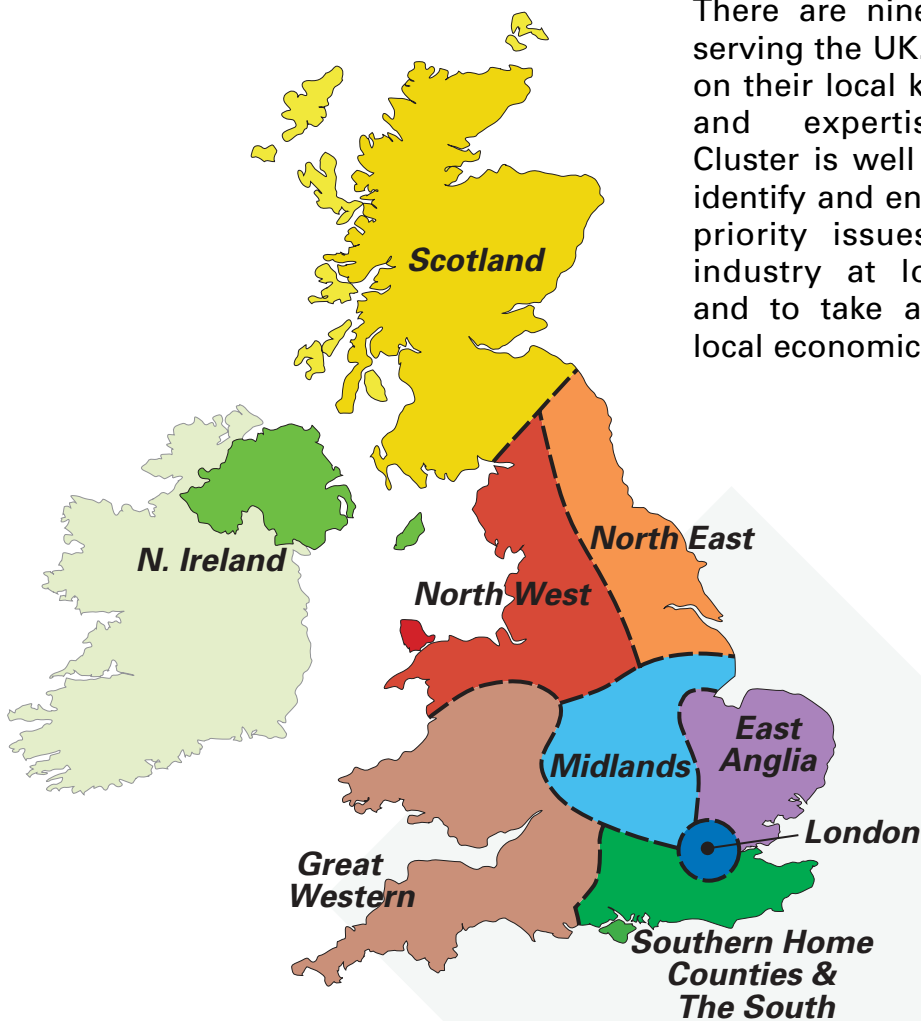 There are nine
serving the UK.
on their local
and expertis
Cluster is well
identify and en
priority issues
industry at lo
and to take a
local economic
Scotland
N. Ireland
North East
North West
East
Anglia
Midlands
London
Great
Western
Southern Home
Counties &
The South